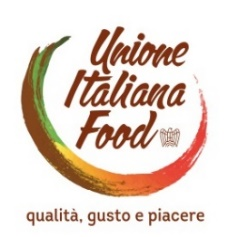 Unione
Italiana
Food
qualità, gusto e piacere